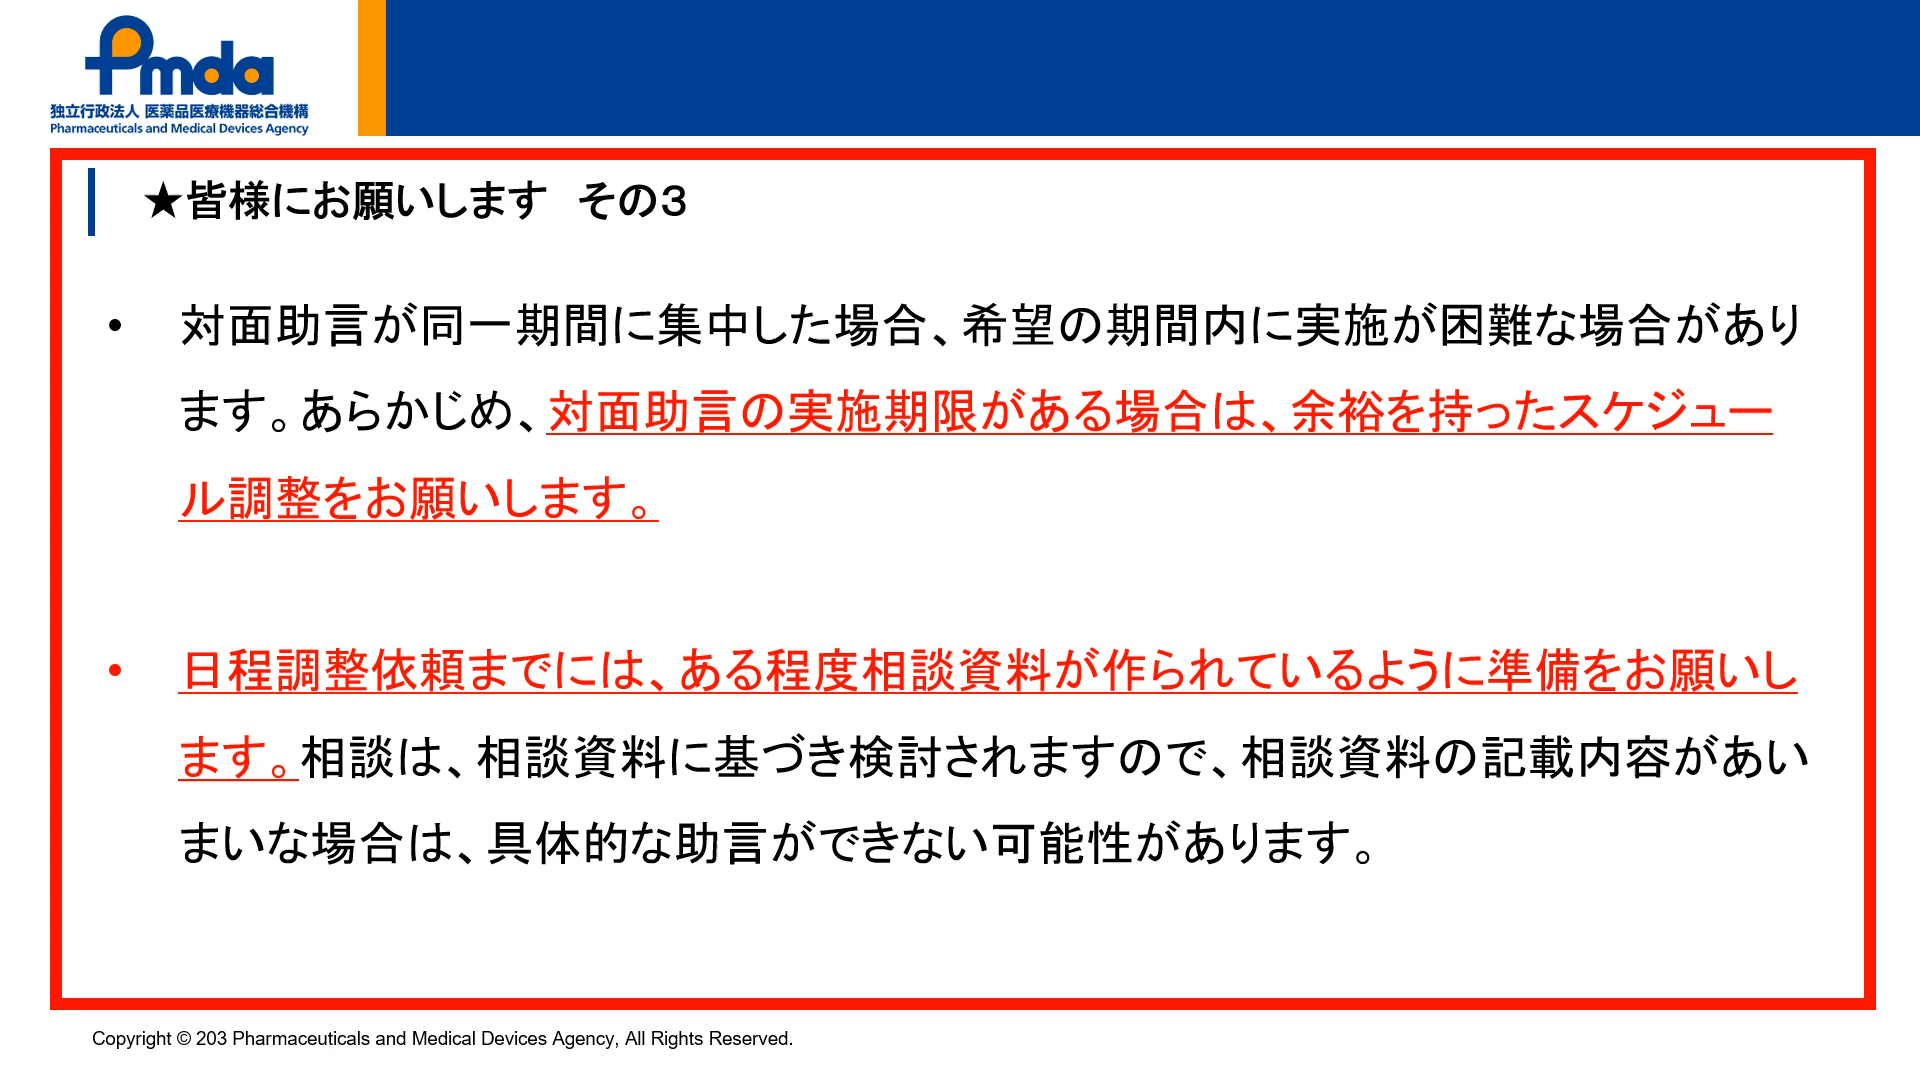 pmda
独立行政法人 医薬品医療機器総合機構
Pharmaceuticals and Medical Devices Agency
★皆様にお願いします　その３
• 対面助言が同一期間に集中した場合、希望の期間内に実施が困難な場合があり
ます。あらかじめ、対面助言の実施期限がある場合は、余裕を持ったスケジュー
ル調整をお願いします。
• 日程調整依頼までには、ある程度相談資料が作られているように準備をお願いし
ます。相談は、相談資料に基づき検討されますので、相談資料の記載内容があい
まいな場合は、具体的な助言ができない可能性があります。
Copyright © 203 Pharmaceuticals and Medical Devices Agency, All Rights Reserved.